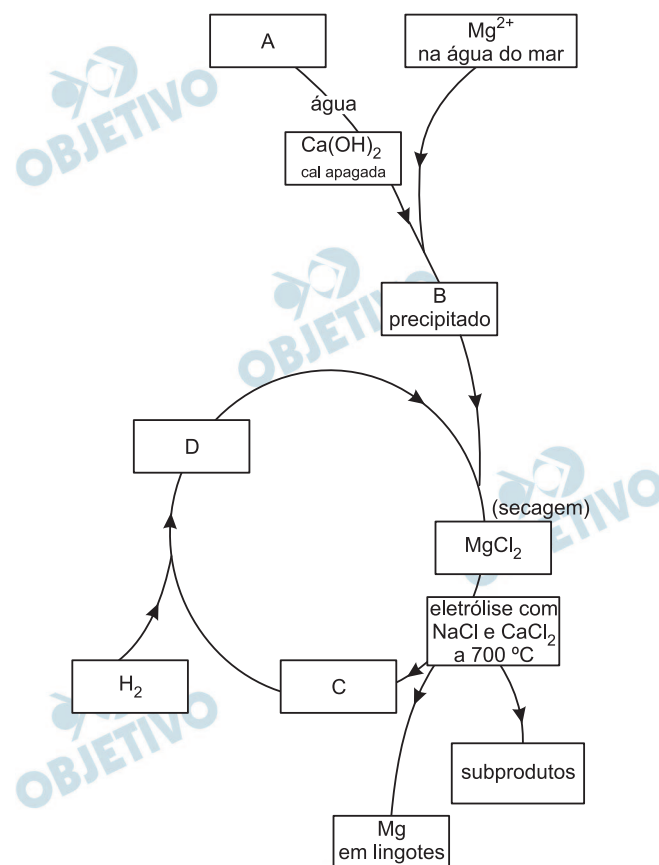 A
Mg²⁺
na água do mar
água
Ca(OH)₂
cal apagada
B
precipitado
D
(secagem)
MgCl₂
eletrólise com
NaCl e CaCl₂
a 700 ºC
H₂
C
subprodutos
Mg
em lingotes
OBJETIVO
OBJETIVO
OBJETIVO
OBJETIVO